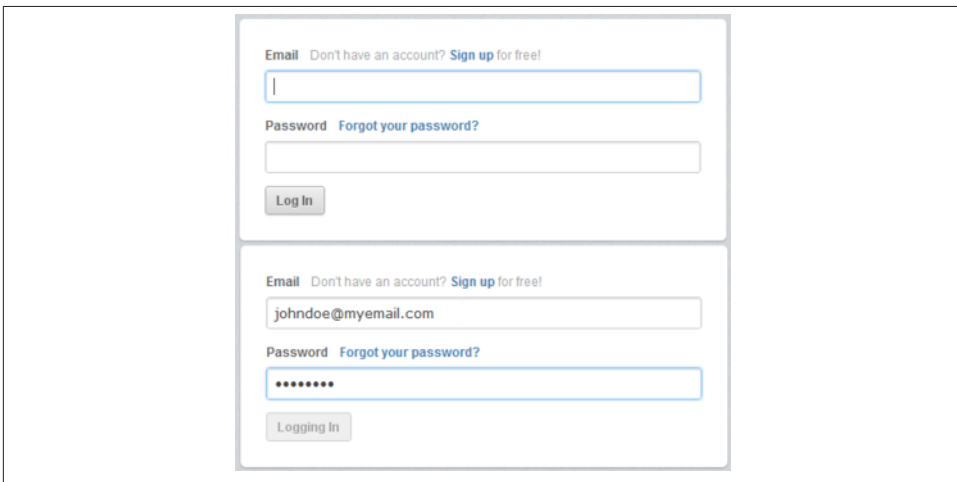 Email Don't have an account? Sign up for free!
Password Forgot your password?
Log In
Email Don't have an account? Sign up for free!
johndoe@myemail.com
Password Forgot your password?
••••••••
Logging In